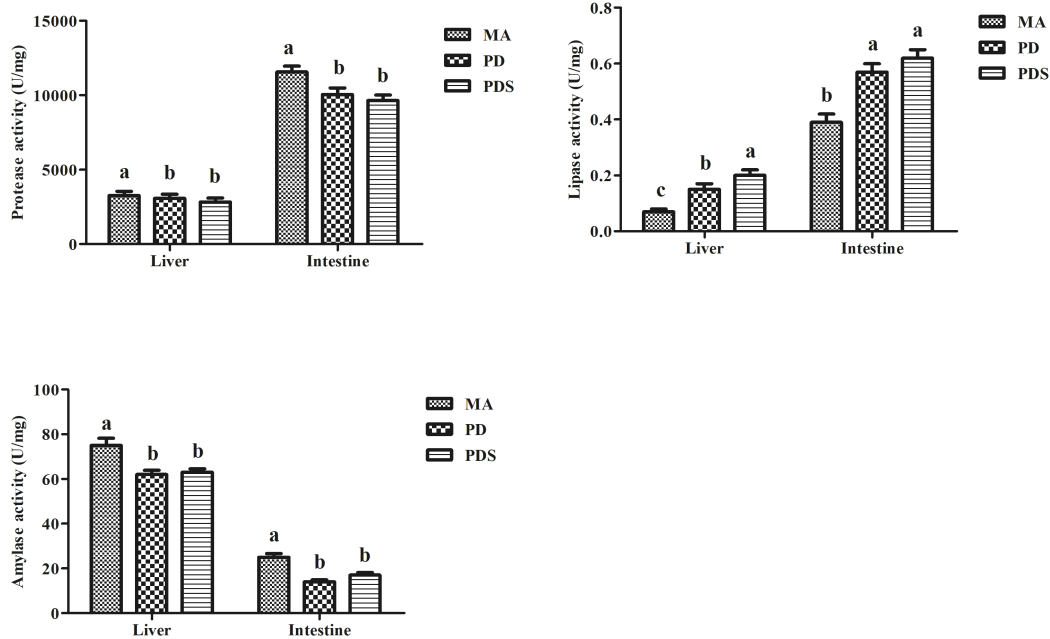 Protease activity (U/mg)
15000
10000
5000
0
a
b
b
a
b
b
Liver
Intestine
MA
PD
PDS
Lipase activity (U/mg)
0.8
0.6
0.4
0.2
0.0
c
b
a
b
a
a
Liver
Intestine
MA
PD
PDS
Amylase activity (U/mg)
100
80
60
40
20
0
a
b
b
a
b
b
Liver
Intestine
MA
PD
PDS